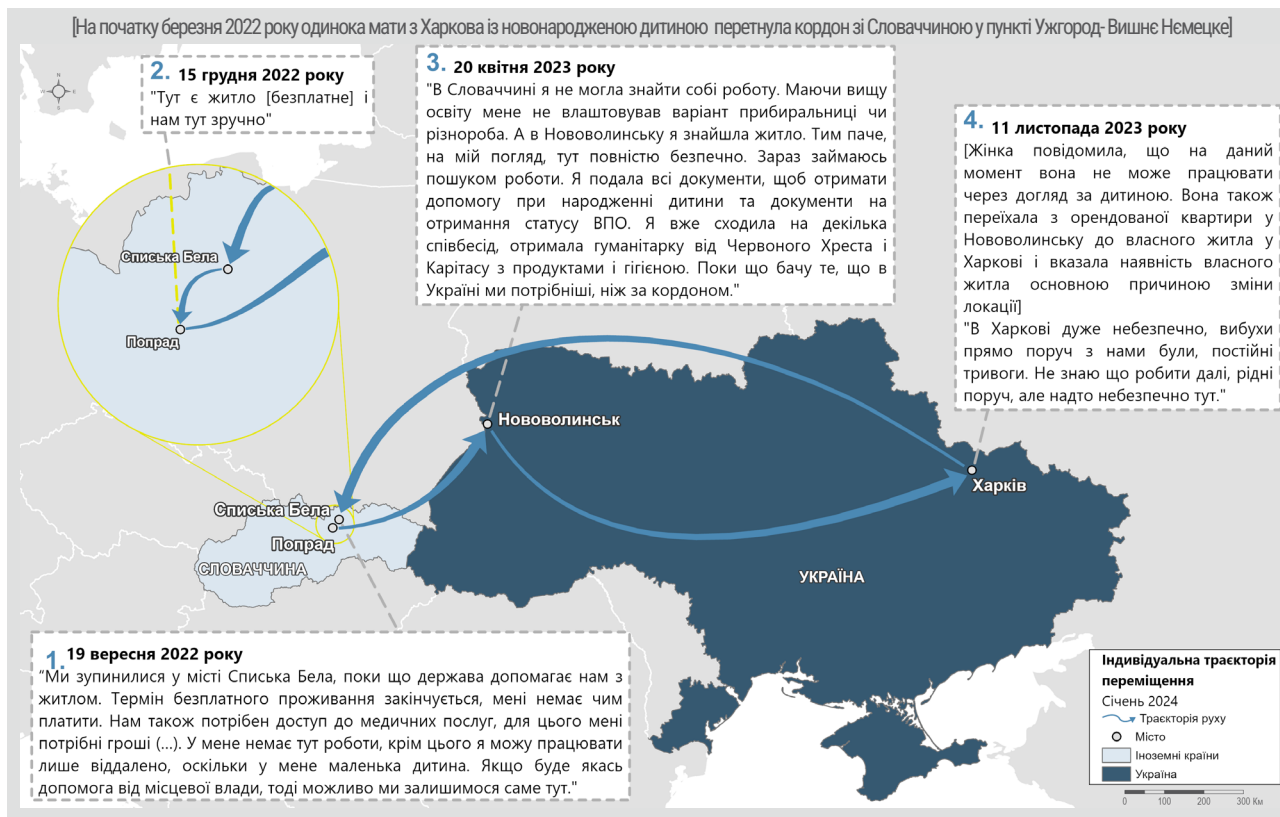 [На початку березня 2022 року одинока мати з Харкова із новонародженою дитиною перетнула кордон зі Словаччиною у пункті Ужгород- Вишнє Нємецке]
2. 15 грудня 2022 року
"Тут є житло [безплатне] і
нам тут зручно"
3. 20 квітня 2023 року
"В Словаччині я не могла знайти собі роботу. Маючи вищу
освіту мене не влаштовував варіант прибиральниці чи
різнороба. А в Нововолинську я знайшла житло. Тим паче,
на мій погляд, тут повністю безпечно. Зараз займаюсь
пошуком роботи. Я подала всі документи, щоб отримати
допомогу при народженні дитини та документи на
отримання статусу ВПО. Я вже сходила на декілька
співбесід, отримала гуманітарку від Червоного Хреста і
Карітасу з продуктами і гігієною. Поки що бачу те, що в
Україні ми потрібніші, ніж за кордоном."
4. 11 листопада 2023 року
[Жінка повідомила, що на даний
момент вона не може працювати
через догляд за дитиною. Вона також
переїхала з орендованої квартири у
Нововолинську до власного житла у
Харкові і вказала наявність власного
житла основною причиною зміни
локації]
"В Харкові дуже небезпечно, вибухи
прямо поруч з нами були, постійні
тривоги. Не знаю що робити далі, рідні
поруч, але надто небезпечно тут."
N
W E
S
Списька Бела
Попрад
Нововолинськ
Харків
Списька Бела
Попрад
СЛОВАЧЧИНА
УКРАЇНА
1. 19 вересня 2022 року
"Ми зупинилися у місті Списька Бела, поки що держава допомагає нам з
житлом. Термін безплатного проживання закінчується, мені немає чим
платити. Нам також потрібен доступ до медичних послуг, для цього мені
потрібні гроші (...). У мене немає тут роботи, крім цього я можу працювати
лише віддалено, оскільки у мене маленька дитина. Якщо буде якась
допомога від місцевої влади, тоді можливо ми залишимося саме тут."
Індивідуальна траєкторія
переміщення
Січень 2024
Траєкторія руху
Місто
Іноземні країни
Україна
0 100 200 300 Км